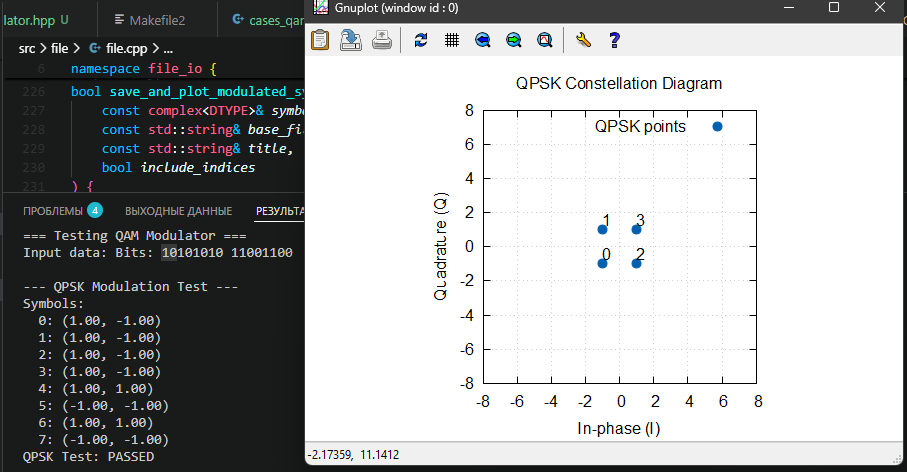 lator.hpp U
Makefile2
cases_qar
src > file > file.cpp > ...
6 namespace file_io {
226 bool save_and_plot_modulated_sy
227 const complex<DTYPE>& symbo
228 const std::string& base_fi
229 const std::string& title,
230 bool include_indices
231 ) {
ПРОБЛЕМЫ 4 ВЫХОДНЫЕ ДАННЫЕ РЕЗУЛЬТА
=== Testing QAM Modulator ===
Input data: Bits: 10101010 11001100
--- QPSK Modulation Test ---
Symbols:
0: (1.00, -1.00)
1: (1.00, -1.00)
2: (1.00, -1.00)
3: (1.00, -1.00)
4: (1.00, 1.00)
5: (-1.00, -1.00)
6: (1.00, 1.00)
7: (-1.00, -1.00)
QPSK Test: PASSED
Gnuplot (window id : 0)
QPSK Constellation Diagram
QPSK points
8
6
4
2
0
-2
-4
-6
-8
Quadrature (Q)
1 3
0 2
-8 -6 -4 -2 0 2 4 6 8
In-phase (I)
-2.17359, 11.1412